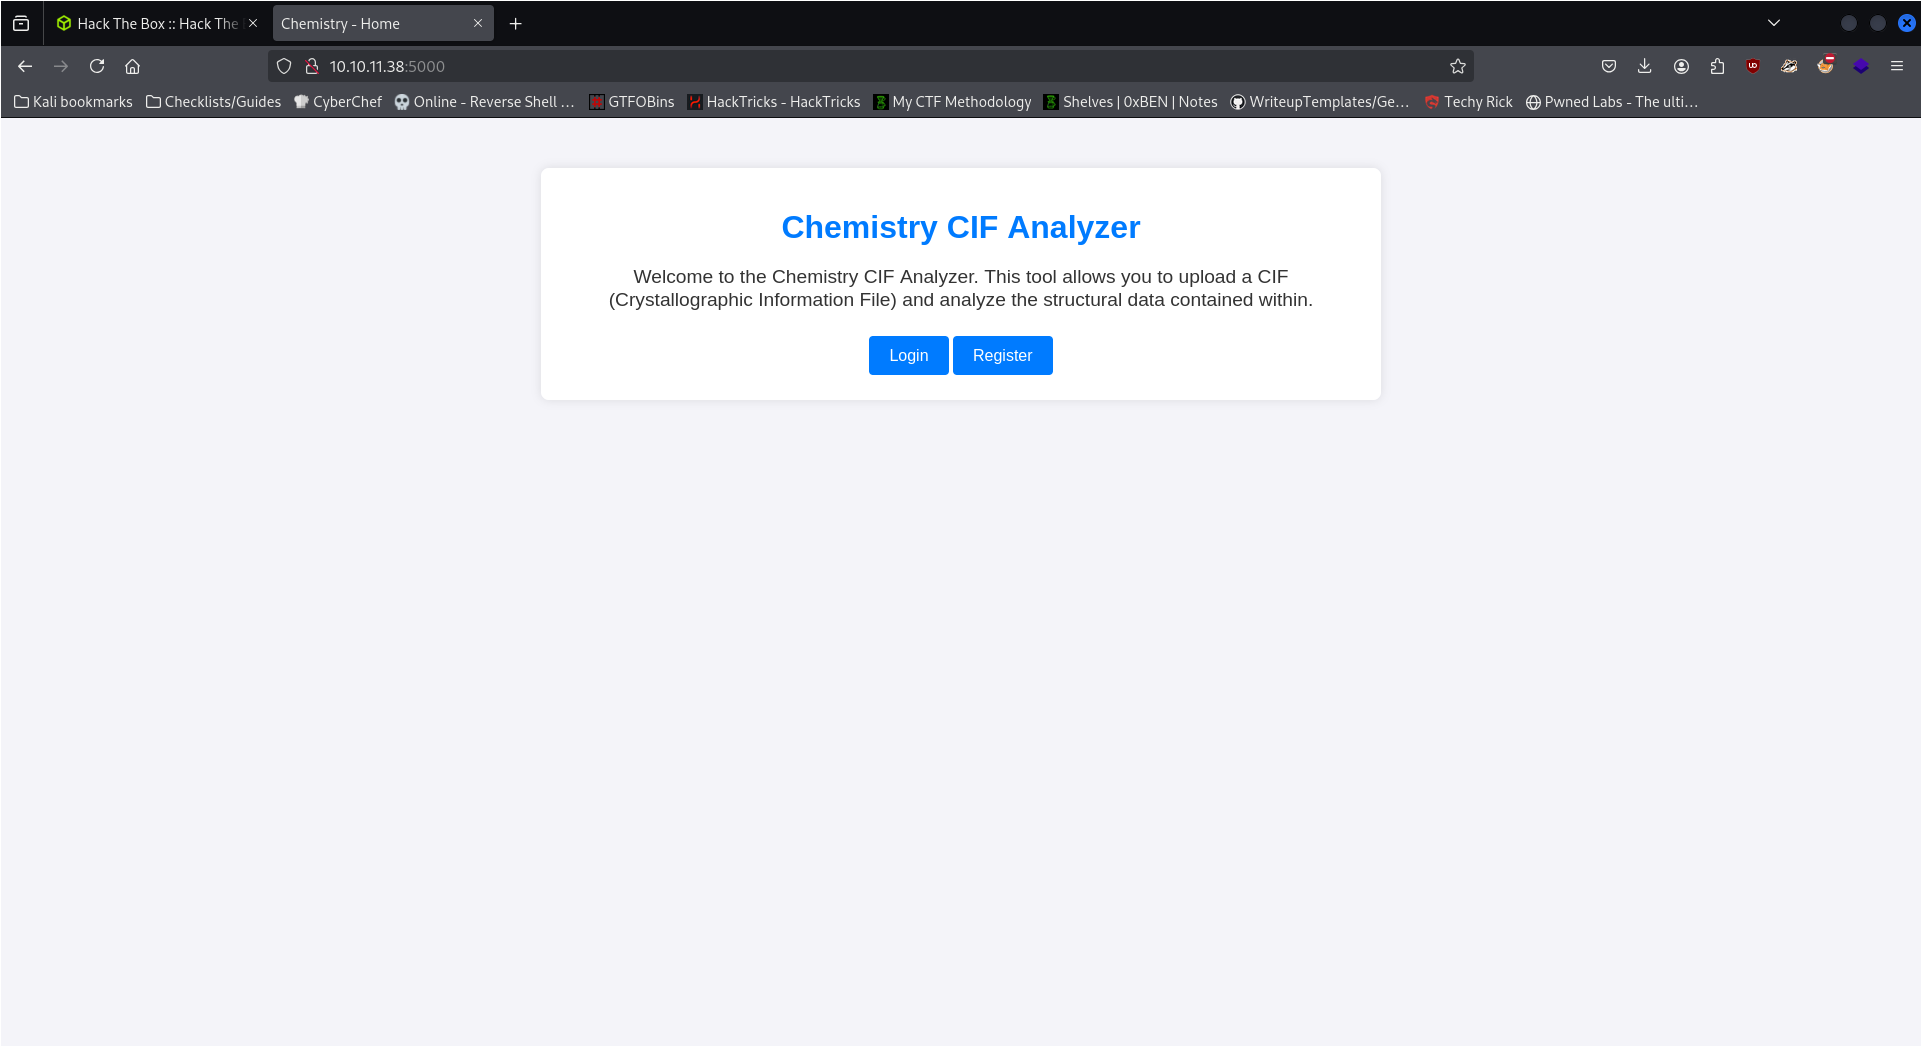 Hack The Box :: Hack The
Chemistry - Home
10.10.11.38:5000
Kali bookmarks Checklists/Guides CyberChef Online - Reverse Shell … GTFOBins HackTricks - HackTricks My CTF Methodology Shelves | 0xBEN | Notes WriteupTemplates/Ge… Techy Rick Pwned Labs - The ulti…
Chemistry CIF Analyzer
Welcome to the Chemistry CIF Analyzer. This tool allows you to upload a CIF
(Crystallographic Information File) and analyze the structural data contained within.
Login Register